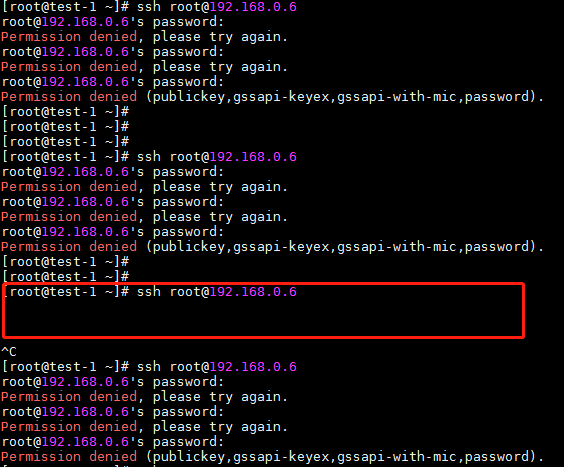 [root@test-1 ~]# ssh root@192.168.0.6
root@192.168.0.6's password:
Permission denied, please try again.
root@192.168.0.6's password:
Permission denied, please try again.
root@192.168.0.6's password:
Permission denied (publickey,gssapi-keyex,gssapi-with-mic,password).
[root@test-1 ~]#
[root@test-1 ~]#
[root@test-1 ~]#
[root@test-1 ~]# ssh root@192.168.0.6
root@192.168.0.6's password:
Permission denied, please try again.
root@192.168.0.6's password:
Permission denied, please try again.
root@192.168.0.6's password:
Permission denied (publickey,gssapi-keyex,gssapi-with-mic,password).
[root@test-1 ~]#
[root@test-1 ~]#
[root@test-1 ~]# ssh root@192.168.0.6
^C
[root@test-1 ~]# ssh root@192.168.0.6
root@192.168.0.6's password:
Permission denied, please try again.
root@192.168.0.6's password:
Permission denied, please try again.
root@192.168.0.6's password:
Permission denied (publickey,gssapi-keyex,gssapi-with-mic,password).